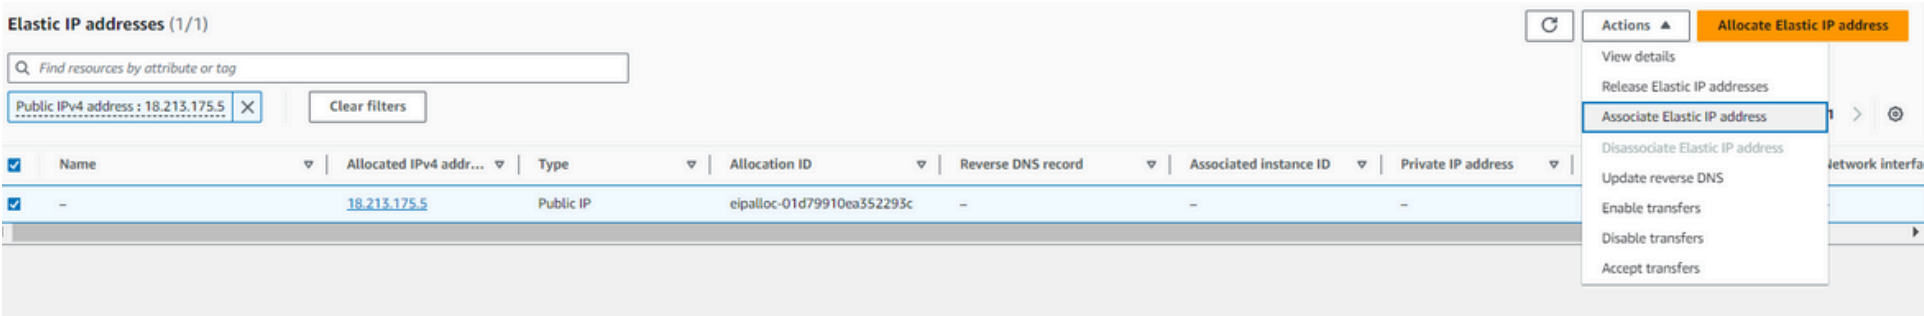 Elastic IP addresses (1/1)
Actions
Allocate Elastic IP address
Find resources by attribute or tag
Public IPv4 address : 18.213.175.5
Clear filters
View details
Release Elastic IP addresses
Associate Elastic IP address
Disassociate Elastic IP address
Update reverse DNS
Enable transfers
Disable transfers
Accept transfers
1
Name Allocated IPv4 addr... Type Allocation ID Reverse DNS record Associated instance ID Private IP address
– 18.213.175.5 Public IP eipalloc-01d79910ea352293c – – –